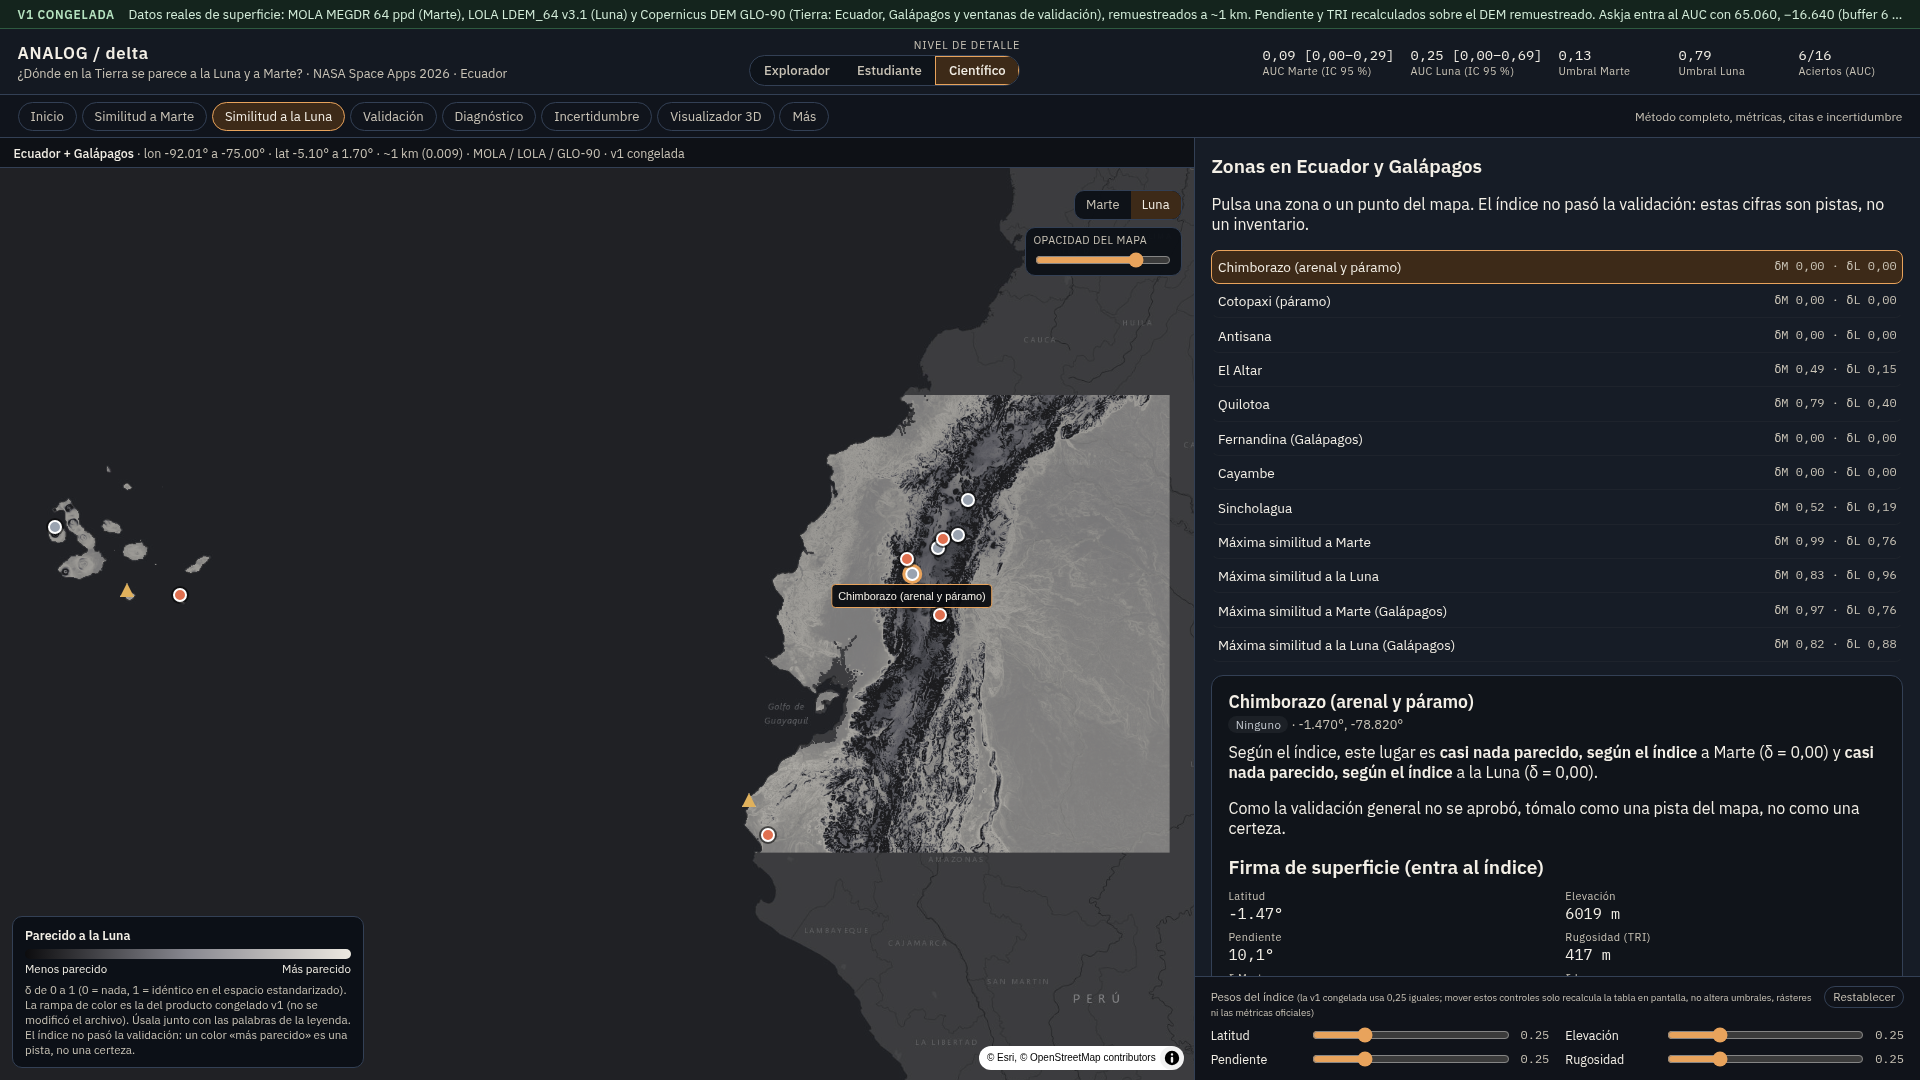 V1 CONGELADA Datos reales de superficie: MOLA MEGDR 64 ppd (Marte), LOLA LDEM_64 v3.1 (Luna) y Copernicus DEM GLO-90 (Tierra: Ecuador, Galápagos y ventanas de validación), remuestreados a ~1 km. Pendiente y TRI recalculados sobre el DEM remuestreado. Askja entra al AUC con 65.060, −16.640 (buffer 6 ...
ANALOG / delta
¿Dónde en la Tierra se parece a la Luna y a Marte? · NASA Space Apps 2026 · Ecuador
NIVEL DE DETALLE
Explorador Estudiante Científico
0,09 [0,00–0,29] 0,25 [0,00–0,69] 0,13 0,79 6/16
AUC Marte (IC 95 %) AUC Luna (IC 95 %) Umbral Marte Umbral Luna Aciertos (AUC)
Inicio Similitud a Marte Similitud a la Luna Validación Diagnóstico Incertidumbre Visualizador 3D Más
Método completo, métricas, citas e incertidumbre
Ecuador + Galápagos · lon -92.01° a -75.00° · lat -5.10° a 1.70° · ~1 km (0.009) · MOLA / LOLA / GLO-90 · v1 congelada
Marte Luna
OPACIDAD DEL MAPA
HUILA
CAUCA
Chimborazo (arenal y páramo)
Golfo de
Guayaquil
AMAZONAS
LAMBAYEQUE
CAJAMARCA
SAN MARTIN
PERÚ
LA LIBERTAD
Parecido a la Luna
Menos parecido Más parecido
δ de 0 a 1 (0 = nada, 1 = idéntico en el espacio estandarizado).
La rampa de color es la del producto congelado v1 (no se
modificó el archivo). Úsala junto con las palabras de la leyenda.
El índice no pasó la validación: un color «más parecido» es una
pista, no una certeza.
© Esri, © OpenStreetMap contributors
Zonas en Ecuador y Galápagos
Pulsa una zona o un punto del mapa. El índice no pasó la validación: estas cifras son pistas, no
un inventario.
Chimborazo (arenal y páramo) δM 0,00 · δL 0,00
Cotopaxi (páramo) δM 0,00 · δL 0,00
Antisana δM 0,00 · δL 0,00
El Altar δM 0,49 · δL 0,15
Quilotoa δM 0,79 · δL 0,40
Fernandina (Galápagos) δM 0,00 · δL 0,00
Cayambe δM 0,00 · δL 0,00
Sincholagua δM 0,52 · δL 0,19
Máxima similitud a Marte δM 0,99 · δL 0,76
Máxima similitud a la Luna δM 0,83 · δL 0,96
Máxima similitud a Marte (Galápagos) δM 0,97 · δL 0,76
Máxima similitud a la Luna (Galápagos) δM 0,82 · δL 0,88
Chimborazo (arenal y páramo)
Ninguno · -1.470°, -78.820°
Según el índice, este lugar es casi nada parecido, según el índice a Marte (δ = 0,00) y casi
nada parecido, según el índice a la Luna (δ = 0,00).
Como la validación general no se aprobó, tómalo como una pista del mapa, no como una
certeza.
Firma de superficie (entra al índice)
Latitud Elevación
-1.47° 6019 m
Pendiente Rugosidad (TRI)
10,1° 417 m
Pesos del índice (la v1 congelada usa 0,25 iguales; mover estos controles solo recalcula la tabla en pantalla, no altera umbrales, rásteres
ni las métricas oficiales)
Restablecer
Latitud 0.25 Elevación 0.25
Pendiente 0.25 Rugosidad 0.25